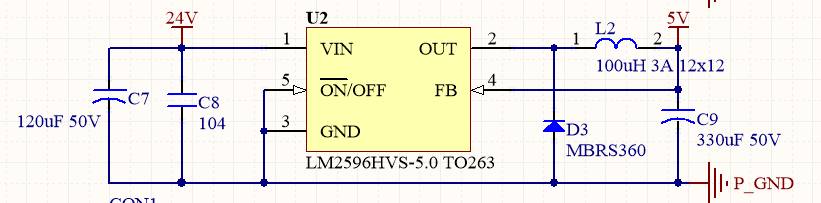 24V
U2
5V
L2
1 VIN OUT 2
1 2
100uH 3A 12x12
5 ON/OFF FB 4
C7
120uF 50V
C8
104
3 GND
D3
MBRS360
C9
330uF 50V
LM2596HVS-5.0 TO263
P_GND
CON1